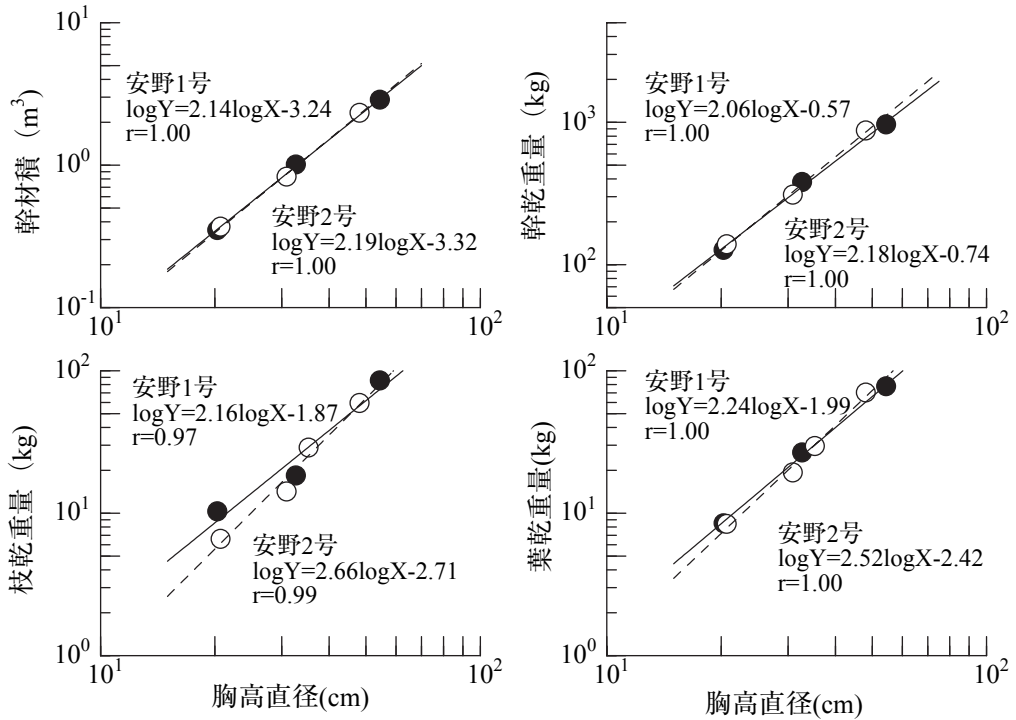 幹材積 (m³)
10¹
10⁰
10⁻¹
安野1号
logY=2.14logX-3.24
r=1.00
安野2号
logY=2.19logX-3.32
r=1.00
10¹
10²
幹乾重量 (kg)
10³
10²
安野1号
logY=2.06logX-0.57
r=1.00
安野2号
logY=2.18logX-0.74
r=1.00
10¹
10²
枝乾重量 (kg)
10²
10¹
10⁰
安野1号
logY=2.16logX-1.87
r=0.97
安野2号
logY=2.66logX-2.71
r=0.99
10¹
10²
胸高直径(cm)
葉乾重量(kg)
10²
10¹
10⁰
安野1号
logY=2.24logX-1.99
r=1.00
安野2号
logY=2.52logX-2.42
r=1.00
10¹
10²
胸高直径(cm)